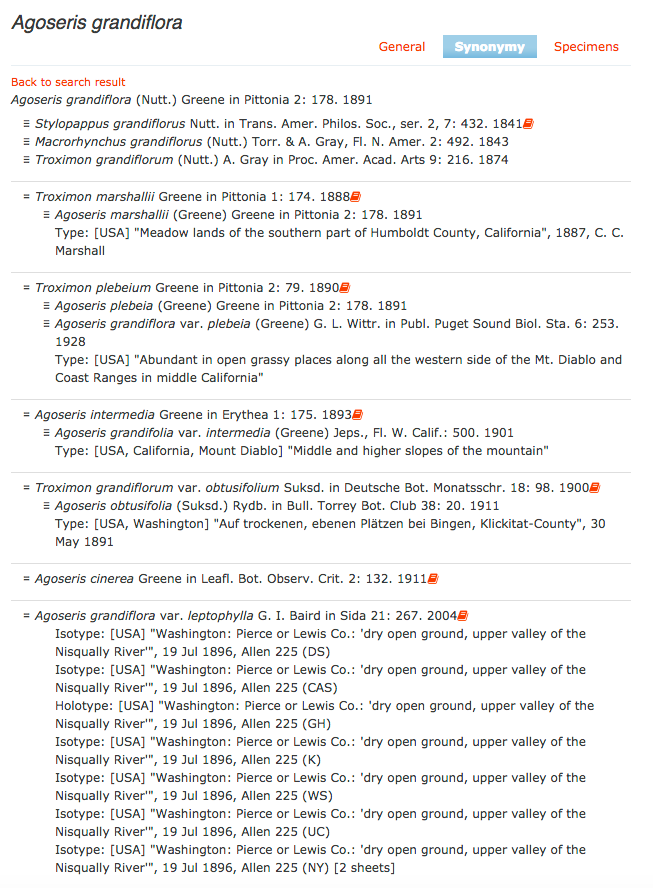 Agoseris grandiflora
General Synonymy Specimens
Back to search result
Agoseris grandiflora (Nutt.) Greene in Pittonia 2: 178. 1891
≡ Stylopappus grandiflorus Nutt. in Trans. Amer. Philos. Soc., ser. 2, 7: 432. 1841
≡ Macrorhynchus grandiflorus (Nutt.) Torr. & A. Gray, Fl. N. Amer. 2: 492. 1843
≡ Troximon grandiflorum (Nutt.) A. Gray in Proc. Amer. Acad. Arts 9: 216. 1874
= Troximon marshallii Greene in Pittonia 1: 174. 1888
≡ Agoseris marshallii (Greene) Greene in Pittonia 2: 178. 1891
Type: [USA] "Meadow lands of the southern part of Humboldt County, California", 1887, C. C.
Marshall
= Troximon plebeium Greene in Pittonia 2: 79. 1890
≡ Agoseris plebeia (Greene) Greene in Pittonia 2: 178. 1891
≡ Agoseris grandiflora var. plebeia (Greene) G. L. Wittr. in Publ. Puget Sound Biol. Sta. 6: 253.
1928
Type: [USA] "Abundant in open grassy places along all the western side of the Mt. Diablo and
Coast Ranges in middle California"
= Agoseris intermedia Greene in Erythea 1: 175. 1893
≡ Agoseris grandifolia var. intermedia (Greene) Jeps., Fl. W. Calif.: 500. 1901
Type: [USA, California, Mount Diablo] "Middle and higher slopes of the mountain"
= Troximon grandiflorum var. obtusifolium Suksd. in Deutsche Bot. Monatsschr. 18: 98. 1900
≡ Agoseris obtusifolia (Suksd.) Rydb. in Bull. Torrey Bot. Club 38: 20. 1911
Type: [USA, Washington] "Auf trockenen, ebenen Plätzen bei Bingen, Klickitat-County", 30
May 1891
= Agoseris cinerea Greene in Leafl. Bot. Observ. Crit. 2: 132. 1911
= Agoseris grandiflora var. leptophylla G. I. Baird in Sida 21: 267. 2004
Isotype: [USA] "Washington: Pierce or Lewis Co.: 'dry open ground, upper valley of the
Nisqually River'", 19 Jul 1896, Allen 225 (DS)
Isotype: [USA] "Washington: Pierce or Lewis Co.: 'dry open ground, upper valley of the
Nisqually River'", 19 Jul 1896, Allen 225 (CAS)
Holotype: [USA] "Washington: Pierce or Lewis Co.: 'dry open ground, upper valley of the
Nisqually River'", 19 Jul 1896, Allen 225 (GH)
Isotype: [USA] "Washington: Pierce or Lewis Co.: 'dry open ground, upper valley of the
Nisqually River'", 19 Jul 1896, Allen 225 (K)
Isotype: [USA] "Washington: Pierce or Lewis Co.: 'dry open ground, upper valley of the
Nisqually River'", 19 Jul 1896, Allen 225 (WS)
Isotype: [USA] "Washington: Pierce or Lewis Co.: 'dry open ground, upper valley of the
Nisqually River'", 19 Jul 1896, Allen 225 (UC)
Isotype: [USA] "Washington: Pierce or Lewis Co.: 'dry open ground, upper valley of the
Nisqually River'", 19 Jul 1896, Allen 225 (NY) [2 sheets]